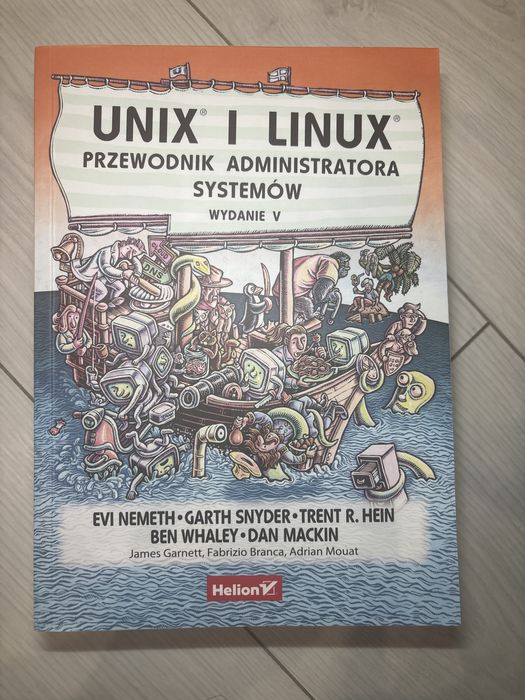 UNIX® I LINUX®
PRZEWODNIK ADMINISTRATORA
SYSTEMÓW
WYDANIE V
DNS
EVI NEMETH • GARTH SNYDER • TRENT R. HEIN
BEN WHALEY • DAN MACKIN
James Garnett, Fabrizio Branca, Adrian Mouat
Helion